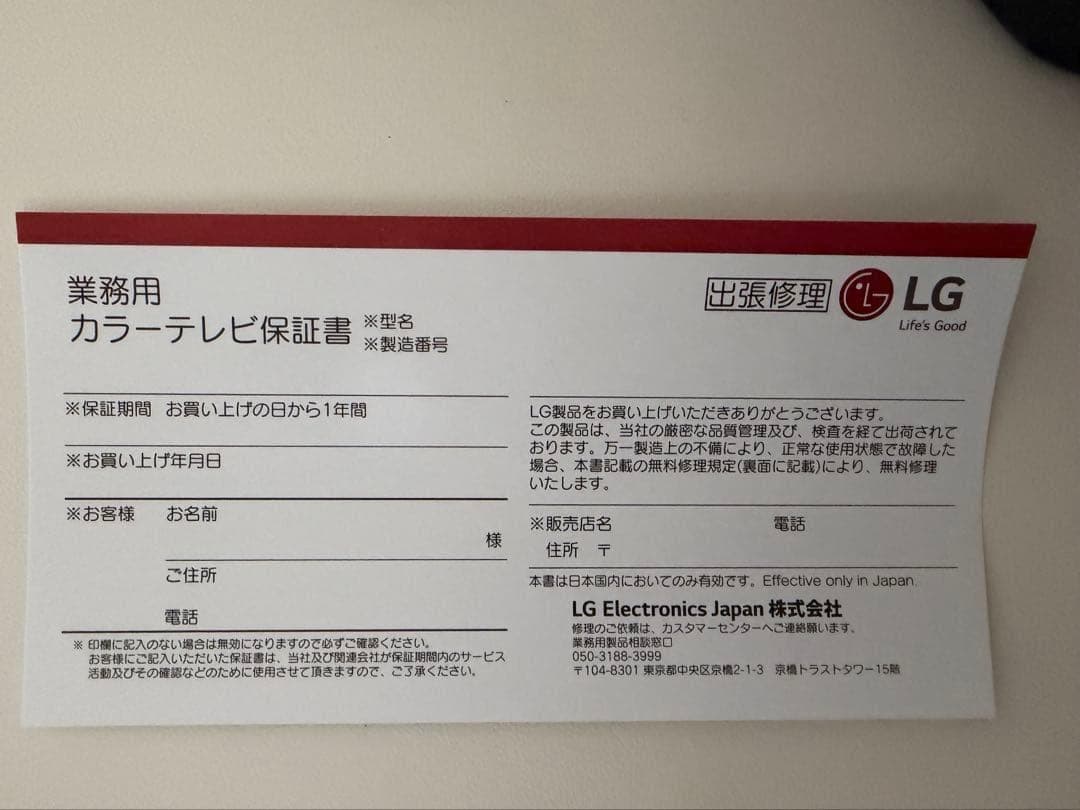 業務用
カラーテレビ保証書
※型名
※製造番号
出張修理
LG
Life's Good
※保証期間 お買い上げの日から1年間
※お買い上げ年月日
※お客様 お名前
様
ご住所
電話
※ 印欄に記入のない場合は無効になりますので必ずご確認ください。
お客様にご記入いただいた保証書は、当社及び関連会社が保証期間内のサービス
活動及びその確認などのために使用させて頂きますので、ご了承ください。
LG製品をお買い上げいただきありがとうございます。
この製品は、当社の厳密な品質管理及び、検査を経て出荷されて
おります。万一製造上の不備により、正常な使用状態で故障した
場合、本書記載の無料修理規定(裏面に記載)により、無料修理
いたします。
※販売店名 電話
住所 〒
本書は日本国内においてのみ有効です。Effective only in Japan.
LG Electronics Japan 株式会社
修理のご依頼は、カスタマーセンターへご連絡願います。
業務用製品相談窓口
050-3188-3999
〒104-8301 東京都中央区京橋2-1-3 京橋トラストタワー15階